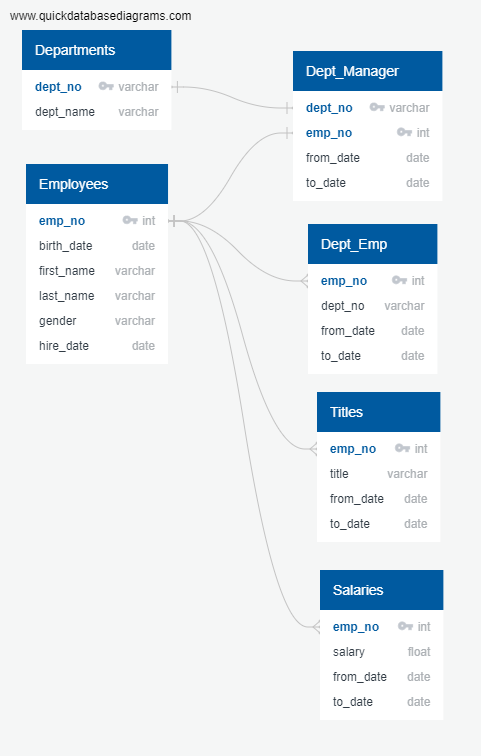 www.quickdatabasediagrams.com
Departments
dept_no varchar
dept_name varchar
Dept_Manager
dept_no varchar
emp_no int
from_date date
to_date date
Employees
emp_no int
birth_date date
first_name varchar
last_name varchar
gender varchar
hire_date date
Dept_Emp
emp_no int
dept_no varchar
from_date date
to_date date
Titles
emp_no int
title varchar
from_date date
to_date date
Salaries
emp_no int
salary float
from_date date
to_date date